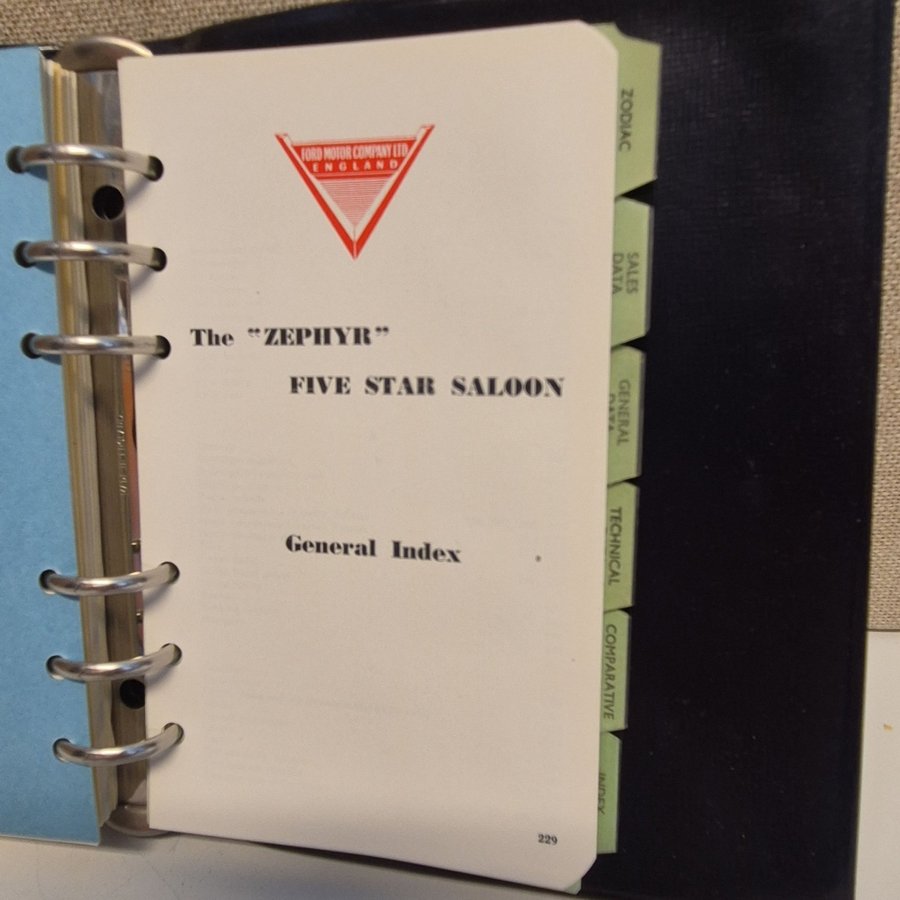 FORD MOTOR COMPANY LTD.
ENGLAND
The "ZEPHYR"
FIVE STAR SALOON
General Index
229
ZODIAC
SALES
DATA
GENERAL
DATA
TECHNICAL
COMPARATIVE
INDEX